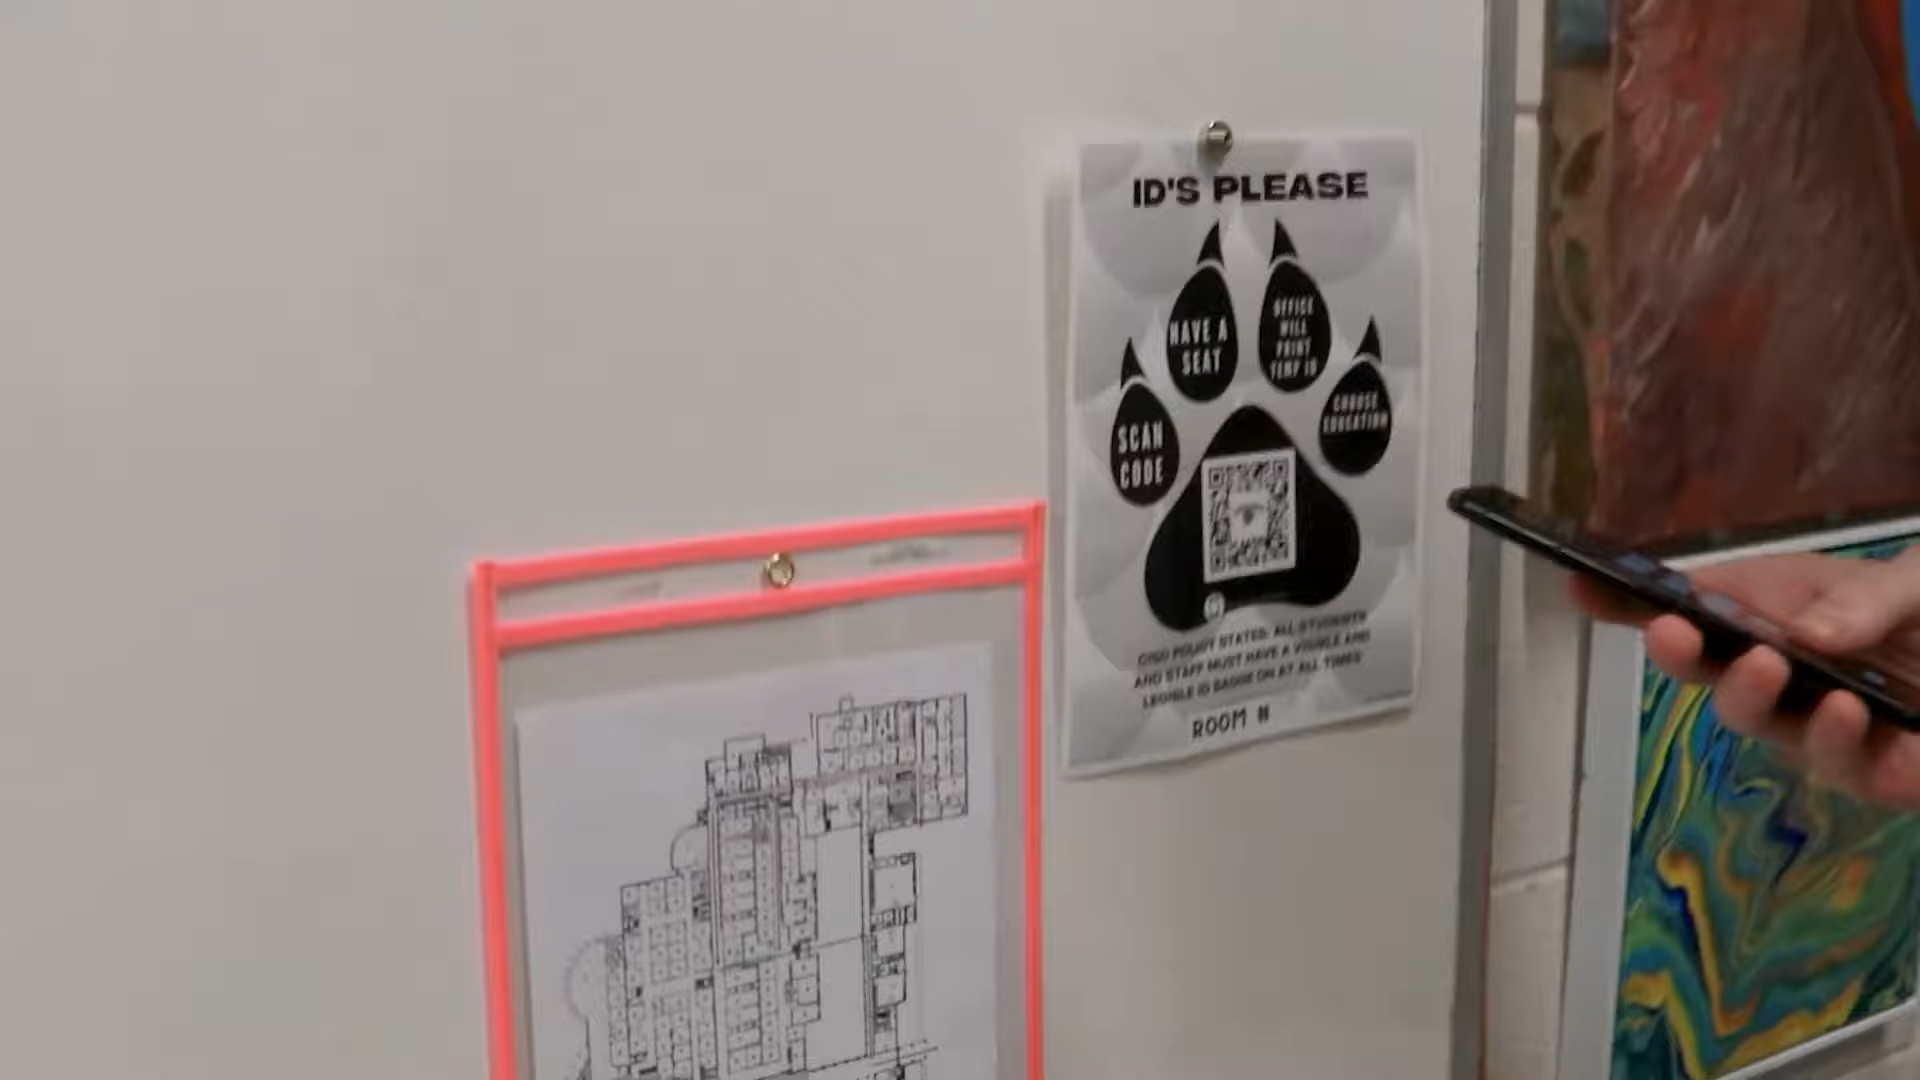 ID'S PLEASE
HAVE A
SEAT
OFFICE
WILL
PRINT
TEMP ID
SCAN
CODE
CHOOSE
EDUCATION
CISD POLICY STATES: ALL STUDENTS
AND STAFF MUST HAVE A VISIBLE AND
LEGIBLE ID BADGE ON AT ALL TIMES
ROOM #